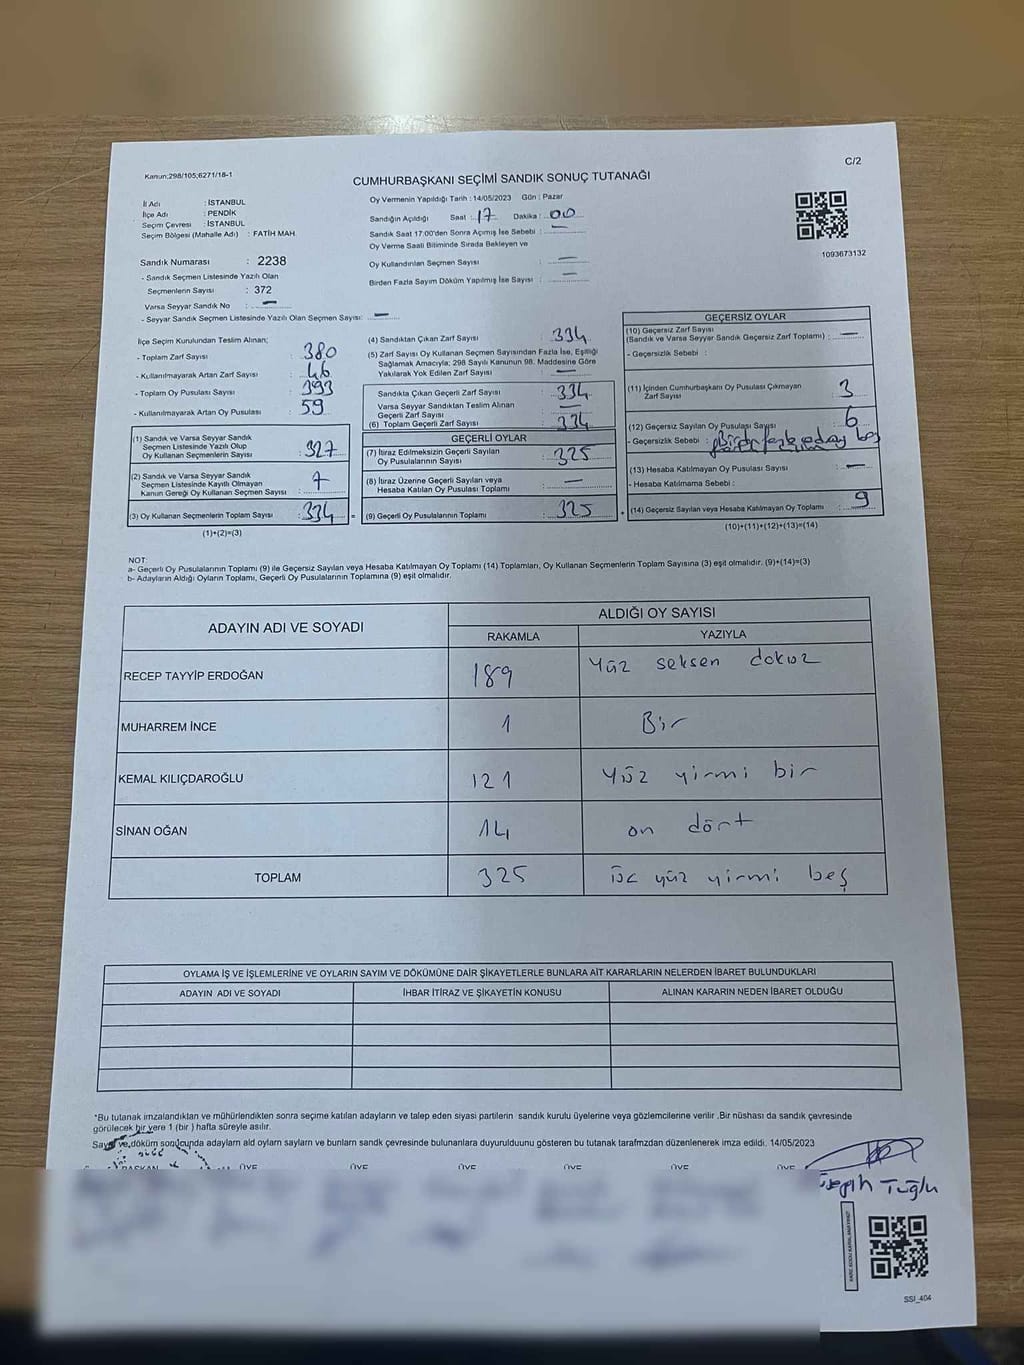 C/2
Kanun:298/105;6271/18-1
CUMHURBAŞKANI SEÇİMİ SANDIK SONUÇ TUTANAĞI
İl Adı : İSTANBUL
İlçe Adı : PENDİK
Seçim Çevresi : İSTANBUL
Seçim Bölgesi (Mahalle Adı) : FATİH MAH.
Sandık Numarası : 2238
- Sandık Seçmen Listesinde Yazılı Olan
Seçmenlerin Sayısı : 372
Varsa Seyyar Sandık No : —
- Seyyar Sandık Seçmen Listesinde Yazılı Olan Seçmen Sayısı: —
Oy Vermenin Yapıldığı Tarih : 14/05/2023 Gün : Pazar
Sandığın Açıldığı Saat : 17 Dakika : 00
Sandık Saat 17:00'den Sonra Açımış İse Sebebi : —
Oy Verme Saati Bitiminde Sırada Bekleyen ve
Oy Kullandırılan Seçmen Sayısı —
Birden Fazla Sayım Döküm Yapılmış İse Sayısı : —
1093673132
İlçe Seçim Kurulundan Teslim Alınan;
- Toplam Zarf Sayısı : 380
- Kullanılmayarak Artan Zarf Sayısı : 46
- Toplam Oy Pusulası Sayısı : 393
- Kullanılmayarak Artan Oy Pusulası : 59
(1) Sandık ve Varsa Seyyar Sandık
Seçmen Listesinde Yazılı Olup
Oy Kullanan Seçmenlerin Sayısı : 327
(2) Sandık ve Varsa Seyyar Sandık
Seçmen Listesinde Kayıtlı Olmayan
Kanun Gereği Oy Kullanan Seçmen Sayısı : 7
(3) Oy Kullanan Seçmenlerin Toplam Sayısı : 334 =
(1)+(2)=(3)
(4) Sandıktan Çıkan Zarf Sayısı : 334
(5) Zarf Sayısı Oy Kullanan Seçmen Sayısından Fazla İse, Eşitliği
Sağlamak Amacıyla; 298 Sayılı Kanunun 98. Maddesine Göre
Yakılarak Yok Edilen Zarf Sayısı : —
Sandıkta Çıkan Geçerli Zarf Sayısı : 334
Varsa Seyyar Sandıktan Teslim Alınan
Geçerli Zarf Sayısı : —
(6) Toplam Geçerli Zarf Sayısı : 334
GEÇERLİ OYLAR
(7) İtiraz Edilmeksizin Geçerli Sayılan
Oy Pusulalarının Sayısı : 325
(8) İtiraz Üzerine Geçerli Sayılan veya
Hesaba Katılan Oy Pusulası Toplamı : —
(9) Geçerli Oy Pusulalarının Toplamı : 325 +
GEÇERSİZ OYLAR
(10) Geçersiz Zarf Sayısı
(Sandık ve Varsa Seyyar Sandık Geçersiz Zarf Toplamı) : —
- Geçersizlik Sebebi :
(11) İçinden Cumhurbaşkanı Oy Pusulası Çıkmayan
Zarf Sayısı : 3
(12) Geçersiz Sayılan Oy Pusulası Sayısı : 6
- Geçersizlik Sebebi :
(13) Hesaba Katılmayan Oy Pusulası Sayısı : —
- Hesaba Katılmama Sebebi :
(14) Geçersiz Sayılan veya Hesaba Katılmayan Oy Toplamı : 9
(10)+(11)+(12)+(13)=(14)
NOT:
a- Geçerli Oy Pusulalarının Toplamı (9) ile Geçersiz Sayılan veya Hesaba Katılmayan Oy Toplamı (14) Toplamları, Oy Kullanan Seçmenlerin Toplam Sayısına (3) eşit olmalıdır. (9)+(14)=(3)
b- Adayların Aldığı Oyların Toplamı, Geçerli Oy Pusulalarının Toplamına (9) eşit olmalıdır.
ADAYIN ADI VE SOYADI
ALDIĞI OY SAYISI
RAKAMLA YAZIYLA
RECEP TAYYİP ERDOĞAN 189 Yüz seksen dokuz
MUHARREM İNCE 1 Bir
KEMAL KILIÇDAROĞLU 121 Yüz yirmi bir
SİNAN OĞAN 14 on dört
TOPLAM 325 üç yüz yirmi beş
OYLAMA İŞ VE İŞLEMLERİNE VE OYLARIN SAYIM VE DÖKÜMÜNE DAİR ŞİKAYETLERLE BUNLARA AİT KARARLARIN NELERDEN İBARET BULUNDUKLARI
ADAYIN ADI VE SOYADI İHBAR İTİRAZ VE ŞİKAYETİN KONUSU ALINAN KARARIN NEDEN İBARET OLDUĞU
*Bu tutanak imzalandıktan ve mühürlendikten sonra seçime katılan adayların ve talep eden siyasi partilerin sandık kurulu üyelerine veya gözlemcilerine verilir .Bir nüshası da sandık çevresinde
görülecek bir yere 1 (bir ) hafta süreyle asılır.
Sayım ve döküm sonucunda adayların ald oyların sayların ve bunların sandık çevresinde bulunanlara duyurulduunu gösteren bu tutanak tarafmzdan düzenlenerek imza edildi. 14/05/2023
BAŞKAN ÜYE ÜYE ÜYE ÜYE ÜYE ÜYE
Tuğlu
SSI_404